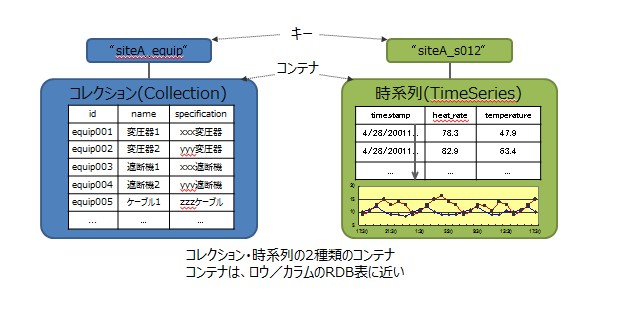 キー
“siteA_equip”
“siteA_s012”
コンテナ
コレクション(Collection)
id name specification
equip001 変圧器1 xxx変圧器
equip002 変圧器2 yyy変圧器
equip003 遮断機1 xxx遮断機
equip004 遮断機2 yyy遮断機
equip005 ケーブル1 zzzケーブル
... ... ...
時系列(TimeSeries)
timestamp heat_rate temperature
4/28/20011... 78.3 47.9
4/28/20011... 82.9 63.4
... ...
コレクション・時系列の2種類のコンテナ
コンテナは、ロウ／カラムのRDB表に近い